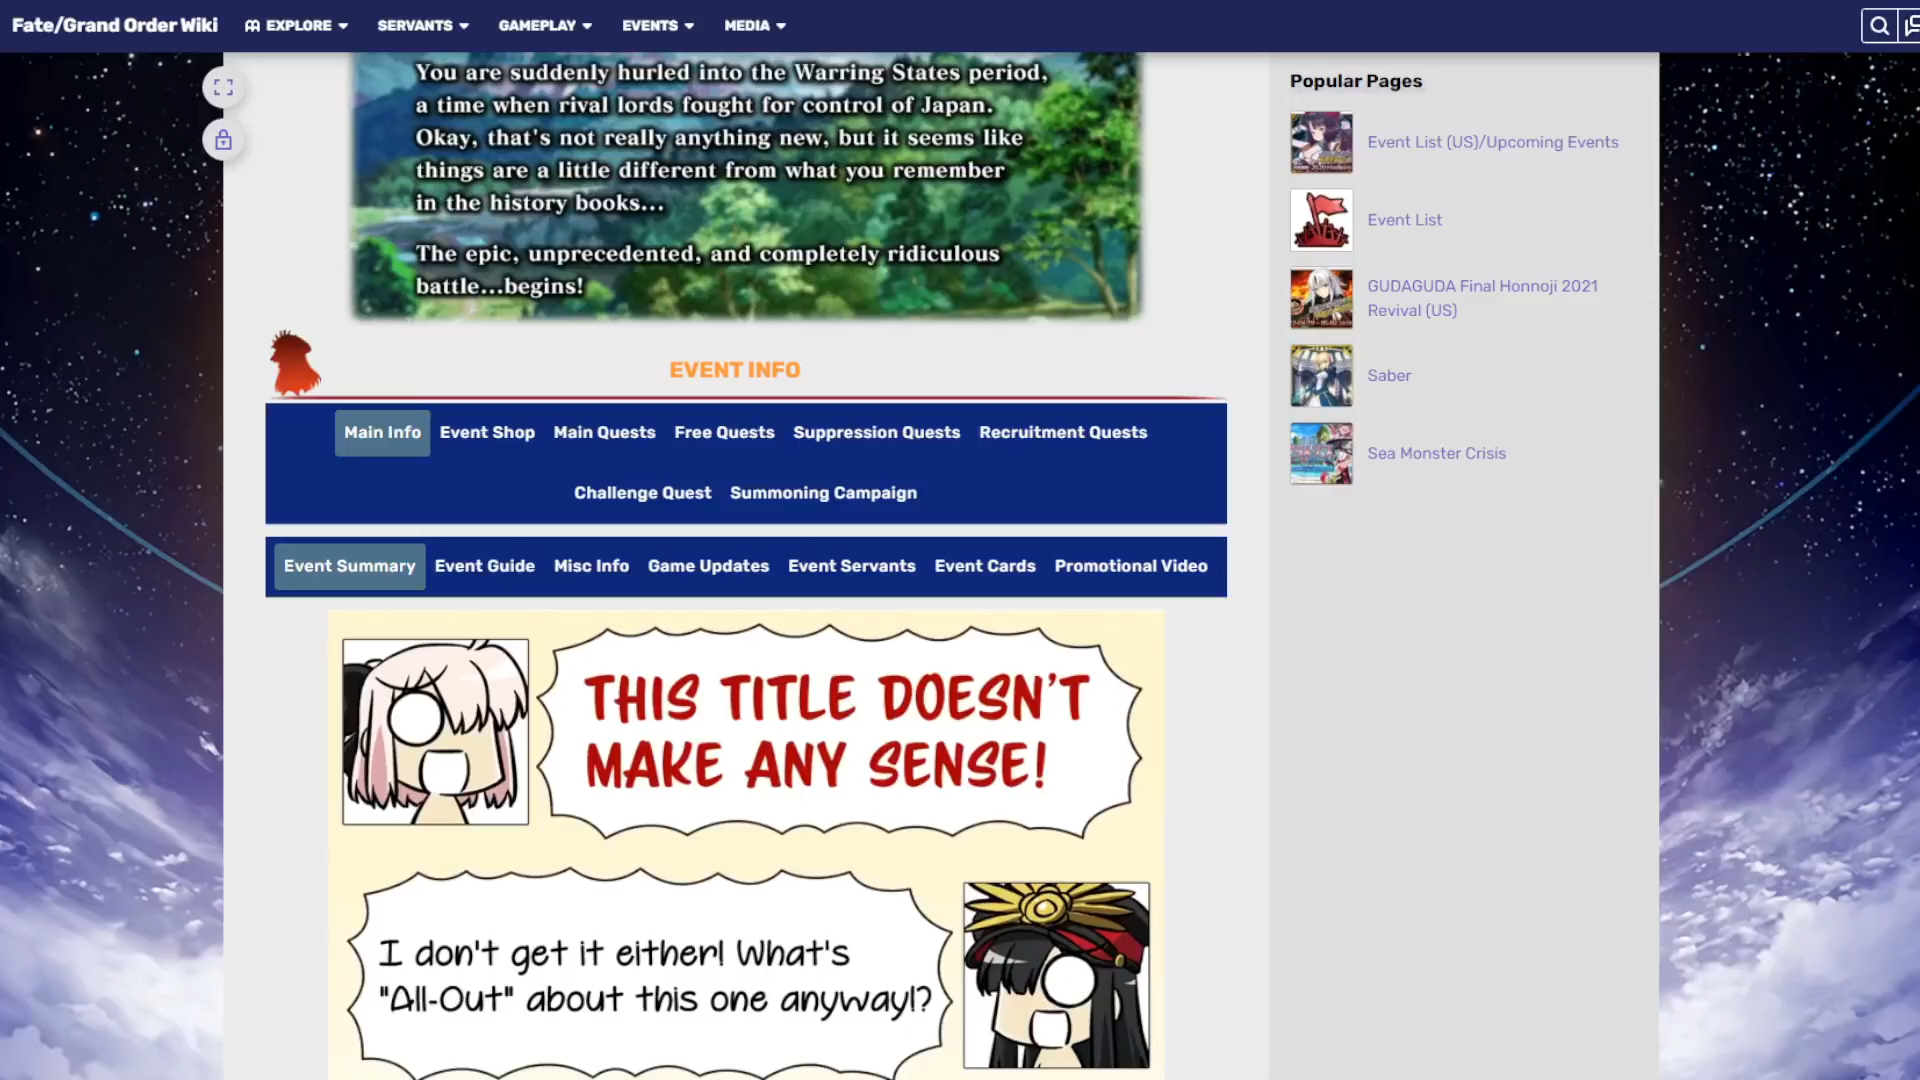 Fate/Grand Order Wiki
EXPLORE
SERVANTS
GAMEPLAY
EVENTS
MEDIA
You are suddenly hurled into the Warring States period,
a time when rival lords fought for control of Japan.
Okay, that's not really anything new, but it seems like
things are a little different from what you remember
in the history books...
The epic, unprecedented, and completely ridiculous
battle...begins!
EVENT INFO
Main Info Event Shop Main Quests Free Quests Suppression Quests Recruitment Quests
Challenge Quest Summoning Campaign
Event Summary Event Guide Misc Info Game Updates Event Servants Event Cards Promotional Video
THIS TITLE DOESN'T
MAKE ANY SENSE!
I don't get it either! What's
"All-Out" about this one anyway!?
Popular Pages
Event List (US)/Upcoming Events
Event List
GUDAGUDA Final Honnoji 2021
Revival (US)
Saber
Sea Monster Crisis